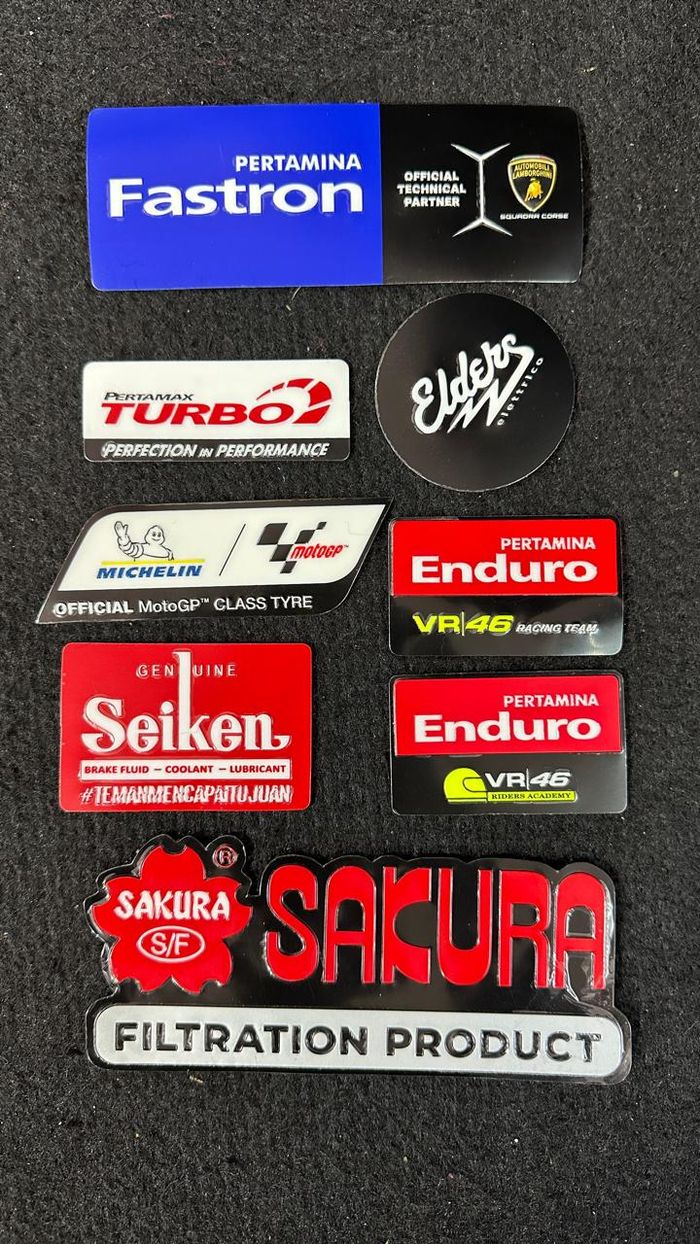 PERTAMINA
Fastron
OFFICIAL
TECHNICAL
PARTNER
AUTOMOBILI
LAMBORGHINI
SQUADRA CORSE
PERTAMAX
TURBO
PERFECTION IN PERFORMANCE
Elders
elettrico
MICHELIN
motoGP™
OFFICIAL MotoGP™ CLASS TYRE
PERTAMINA
Enduro
VR|46 RACING TEAM
GENUINE
Seiken
BRAKE FLUID – COOLANT – LUBRICANT
#TEMANMENCAPAITUJUAN
PERTAMINA
Enduro
VR|46
RIDERS ACADEMY
®
SAKURA
S/F
SAKURA
FILTRATION PRODUCT